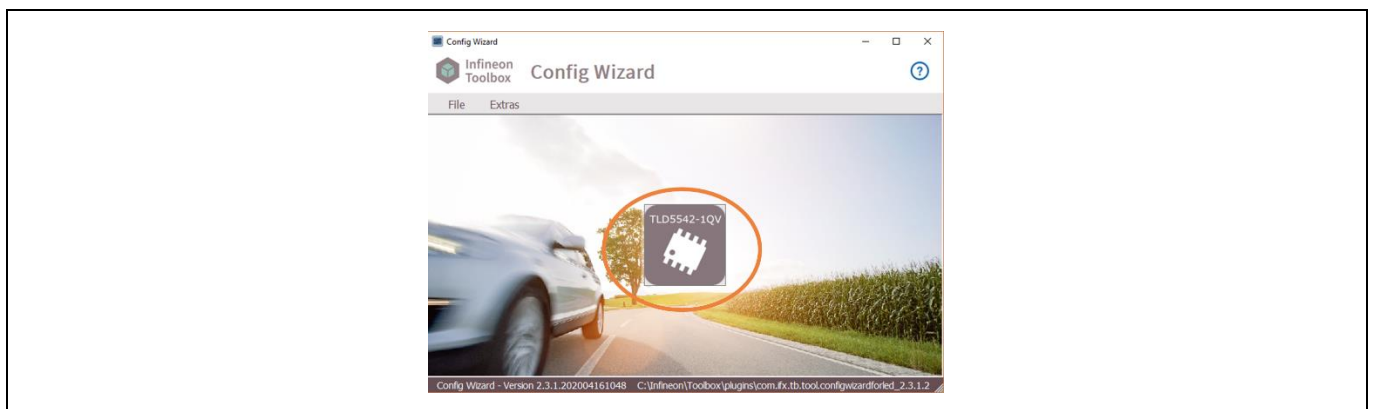 Config Wizard
Infineon
Toolbox
Config Wizard
?
File Extras
TLD5542-1QV
Config Wizard - Version 2.3.1.202004161048 C:\Infineon\Toolbox\plugins\com.ifx.tb.tool.configwizardforled_2.3.1.2